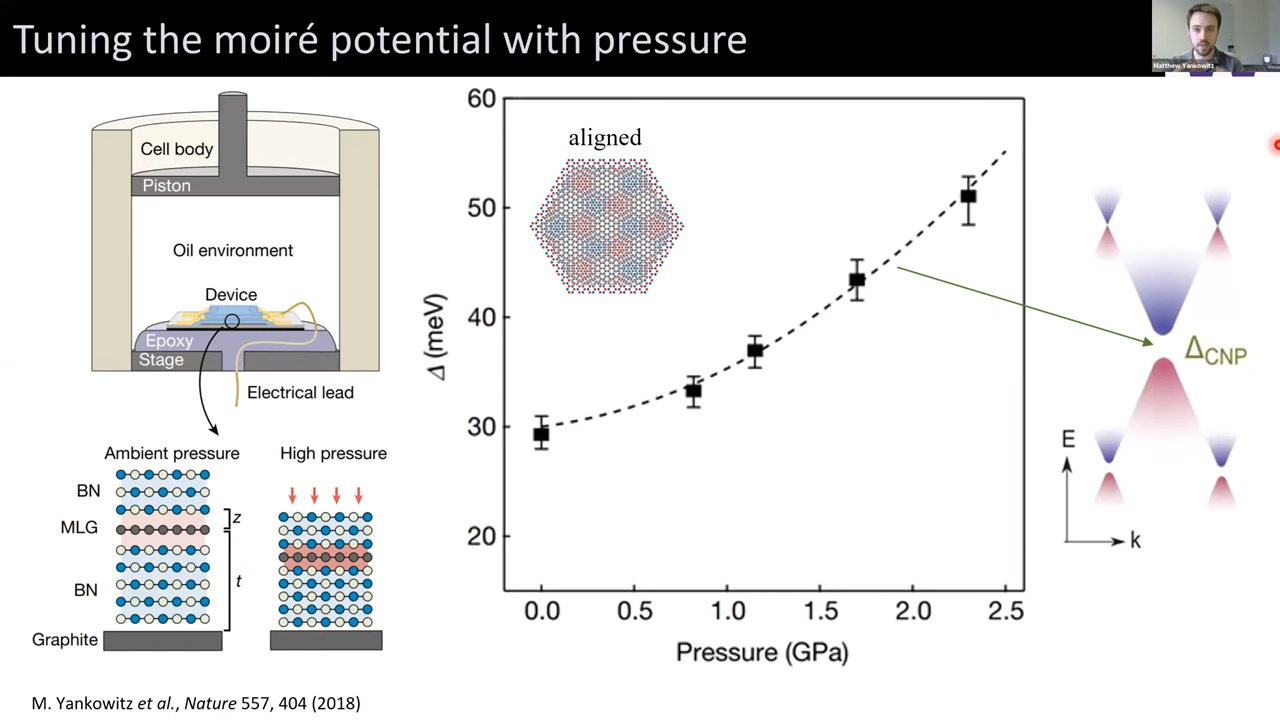 Tuning the moiré potential with pressure
Matthew Yankowitz
Cell body
Piston
Oil environment
Device
Epoxy
Stage
Electrical lead
Ambient pressure
High pressure
BN
z
MLG
t
BN
Graphite
60
50
40
30
20
Δ (meV)
aligned
0.0 0.5 1.0 1.5 2.0 2.5
Pressure (GPa)
ΔCNP
E
k
M. Yankowitz et al., Nature 557, 404 (2018)